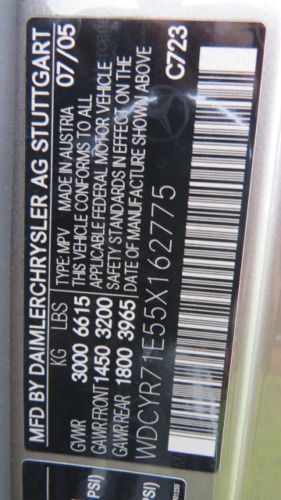 MFD BY DAIMLERCHRYSLER AG STUTTGART
KG LBS TYPE: MPV MADE IN AUSTRIA 07/05
GVWR 3000 6615 THIS VEHICLE CONFORMS TO ALL
GAWR FRONT 1450 3200 APPLICABLE FEDERAL MOTOR VEHICLE
GAWR REAR 1800 3965 SAFETY STANDARDS IN EFFECT ON THE
DATE OF MANUFACTURE SHOWN ABOVE
C723
WDCYR71E55X162775
PSI)
PSI)